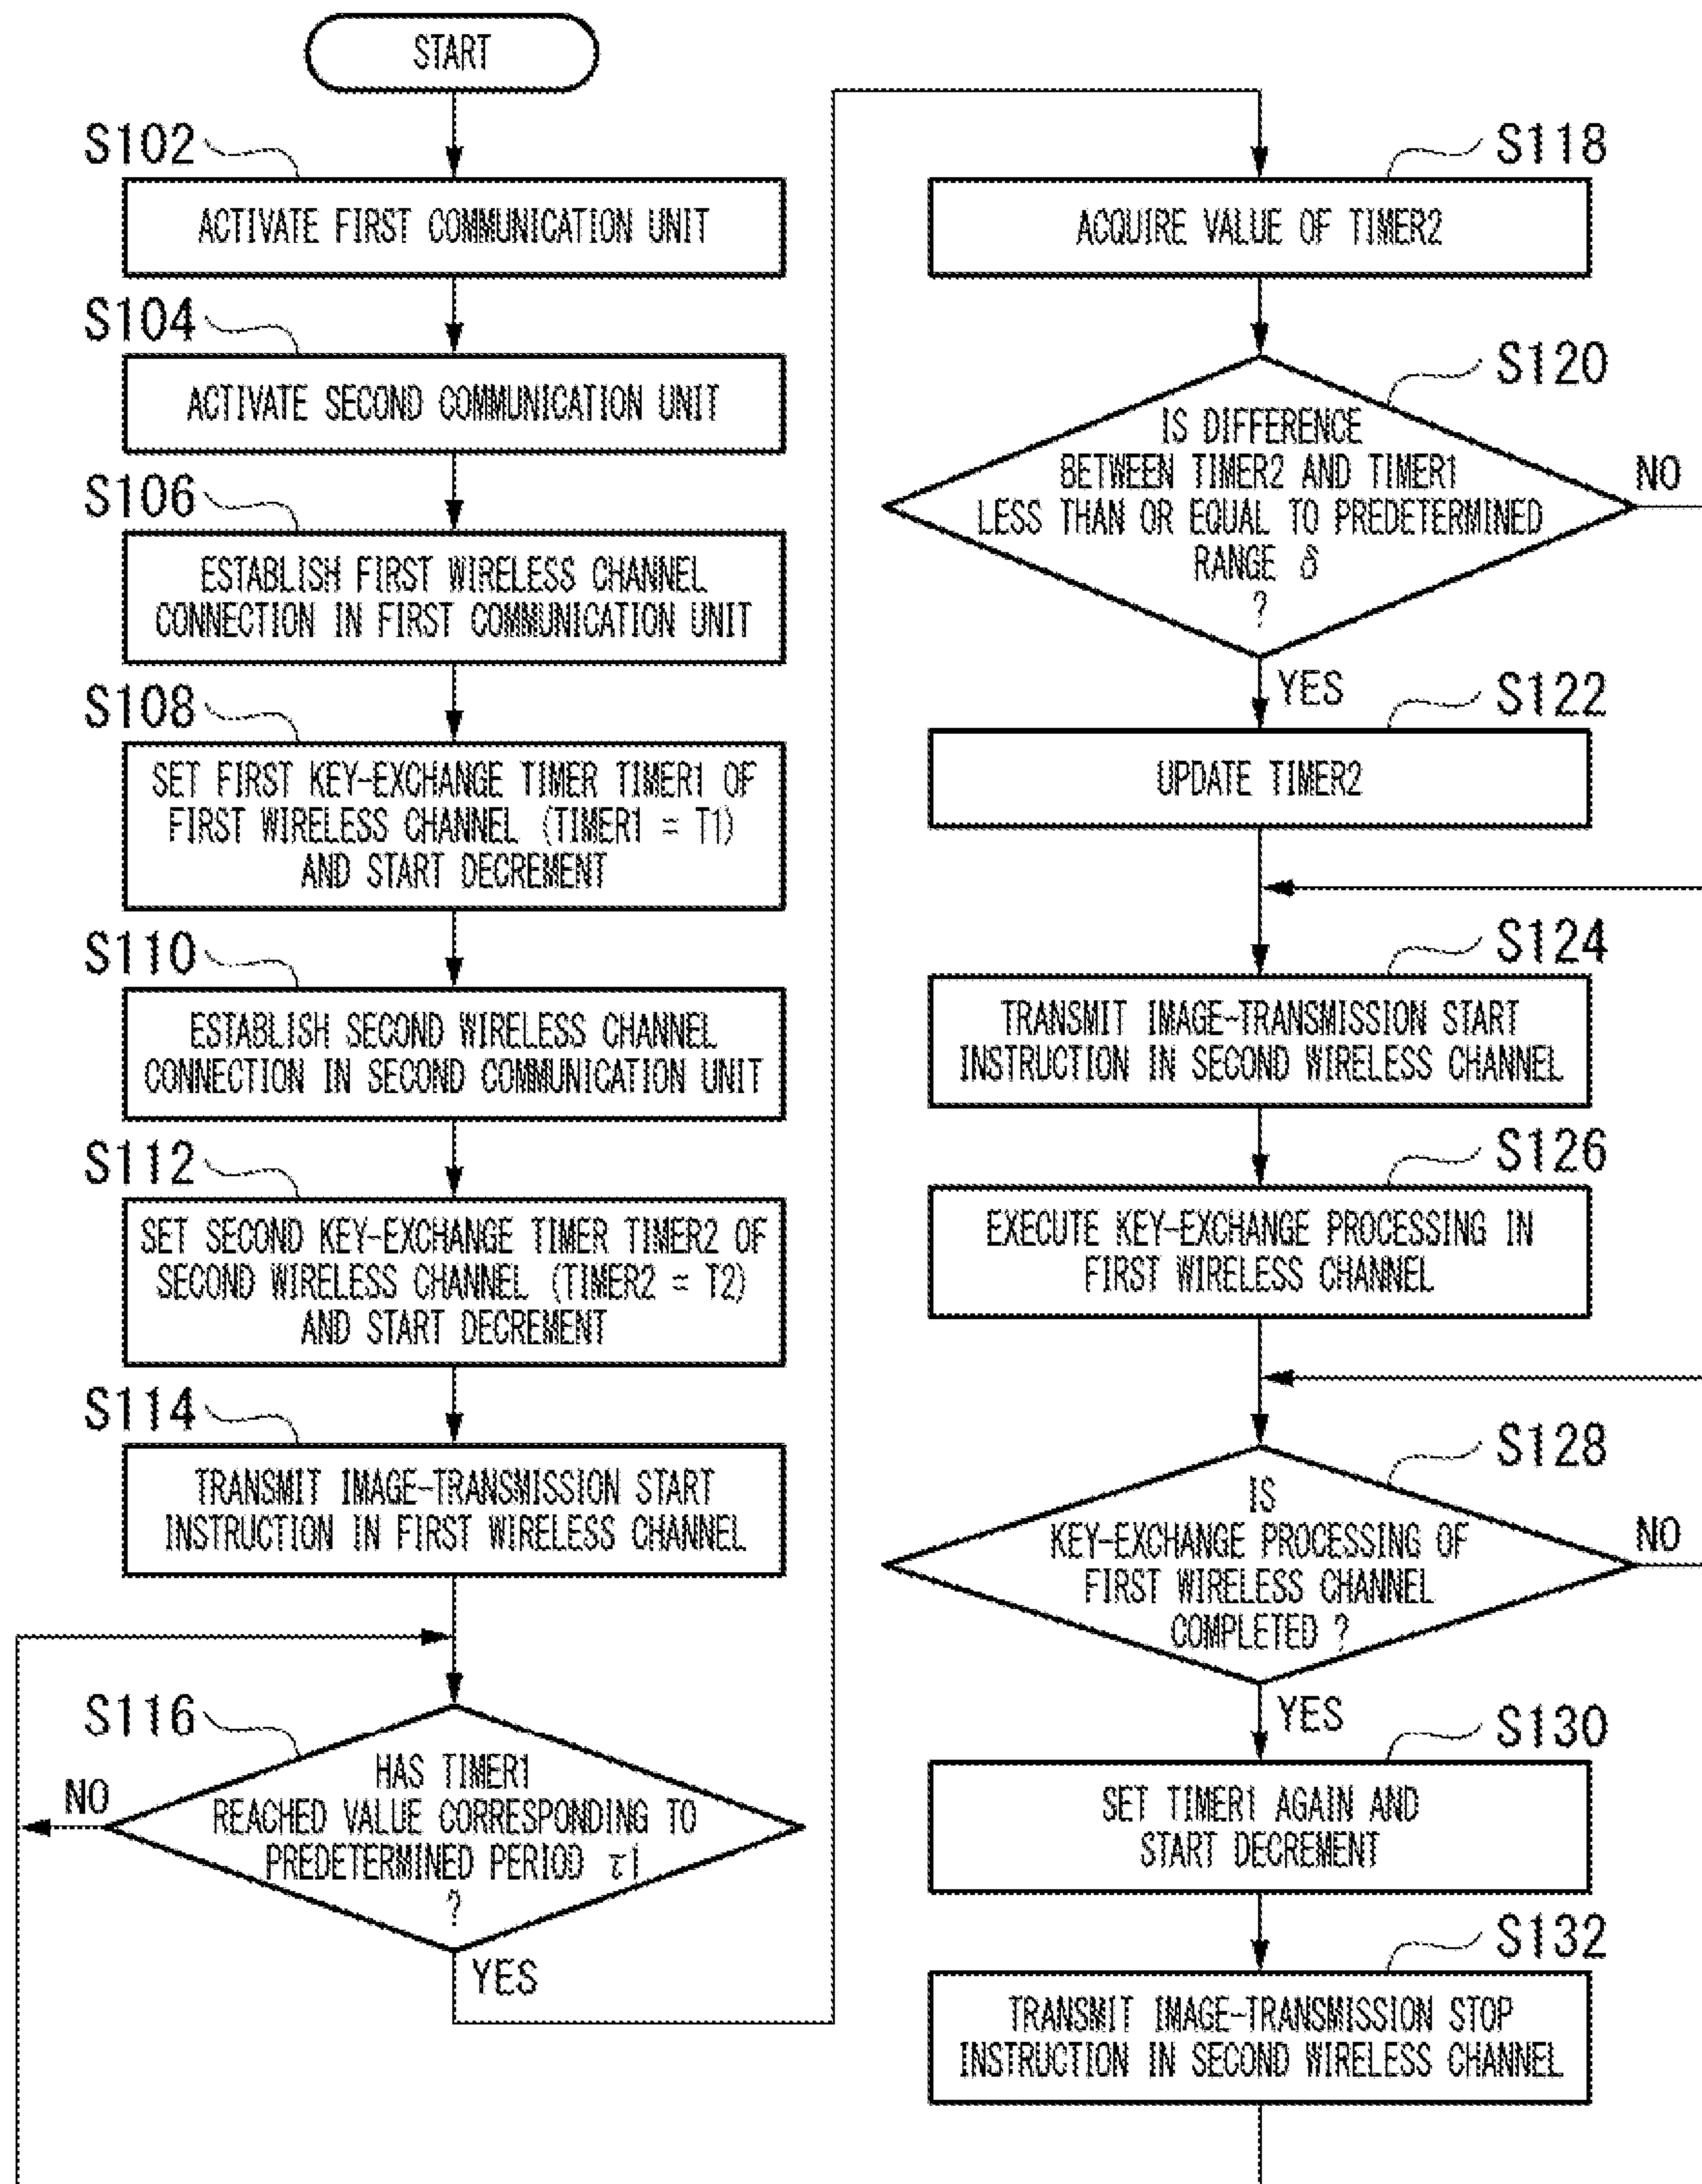 START
S102
ACTIVATE FIRST COMMUNICATION UNIT
S104
ACTIVATE SECOND COMMUNICATION UNIT
S106
ESTABLISH FIRST WIRELESS CHANNEL
CONNECTION IN FIRST COMMUNICATION UNIT
S108
SET FIRST KEY-EXCHANGE TIMER TIMER1 OF
FIRST WIRELESS CHANNEL (TIMER1 = T1)
AND START DECREMENT
S110
ESTABLISH SECOND WIRELESS CHANNEL
CONNECTION IN SECOND COMMUNICATION UNIT
S112
SET SECOND KEY-EXCHANGE TIMER TIMER2 OF
SECOND WIRELESS CHANNEL (TIMER2 = T2)
AND START DECREMENT
S114
TRANSMIT IMAGE-TRANSMISSION START
INSTRUCTION IN FIRST WIRELESS CHANNEL
S116
HAS TIMER1
REACHED VALUE CORRESPONDING TO
PREDETERMINED PERIOD τ1
?
NO
YES
S118
ACQUIRE VALUE OF TIMER2
S120
IS DIFFERENCE
BETWEEN TIMER2 AND TIMER1
LESS THAN OR EQUAL TO PREDETERMINED
RANGE δ
?
NO
YES
S122
UPDATE TIMER2
S124
TRANSMIT IMAGE-TRANSMISSION START
INSTRUCTION IN SECOND WIRELESS CHANNEL
S126
EXECUTE KEY-EXCHANGE PROCESSING IN
FIRST WIRELESS CHANNEL
S128
IS
KEY-EXCHANGE PROCESSING OF
FIRST WIRELESS CHANNEL
COMPLETED ?
NO
YES
S130
SET TIMER1 AGAIN AND
START DECREMENT
S132
TRANSMIT IMAGE-TRANSMISSION STOP
INSTRUCTION IN SECOND WIRELESS CHANNEL